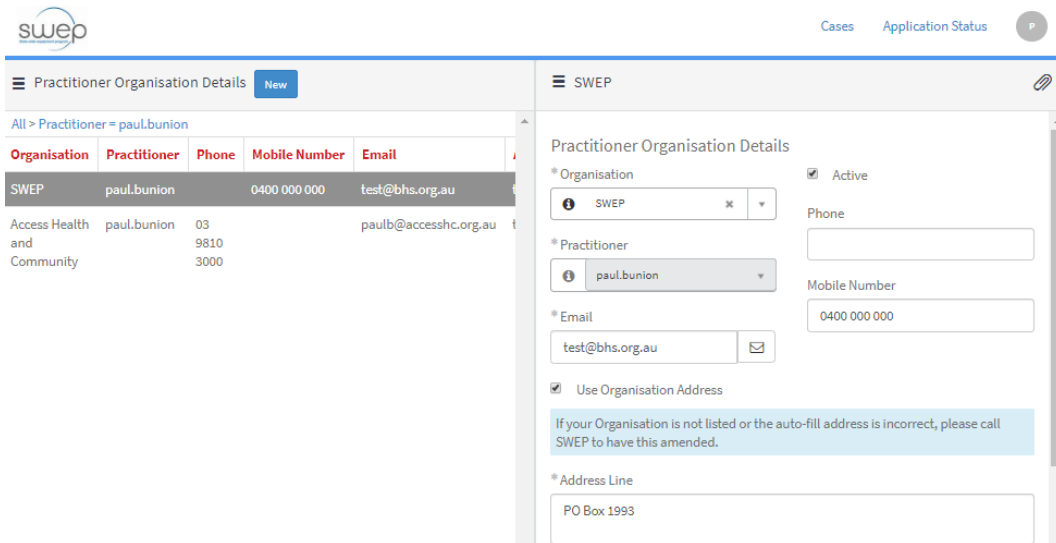 swep
Cases Application Status P
Practitioner Organisation Details New
All > Practitioner = paul.bunion
Organisation Practitioner Phone Mobile Number Email
SWEP paul.bunion 0400 000 000 test@bhs.org.au
Access Health and Community paul.bunion 03 9810 3000 paulb@accesshc.org.au
SWEP
Practitioner Organisation Details
* Organisation
SWEP
* Practitioner
paul.bunion
* Email
test@bhs.org.au
Active
Phone
Mobile Number
0400 000 000
Use Organisation Address
If your Organisation is not listed or the auto-fill address is incorrect, please call
SWEP to have this amended.
* Address Line
PO Box 1993